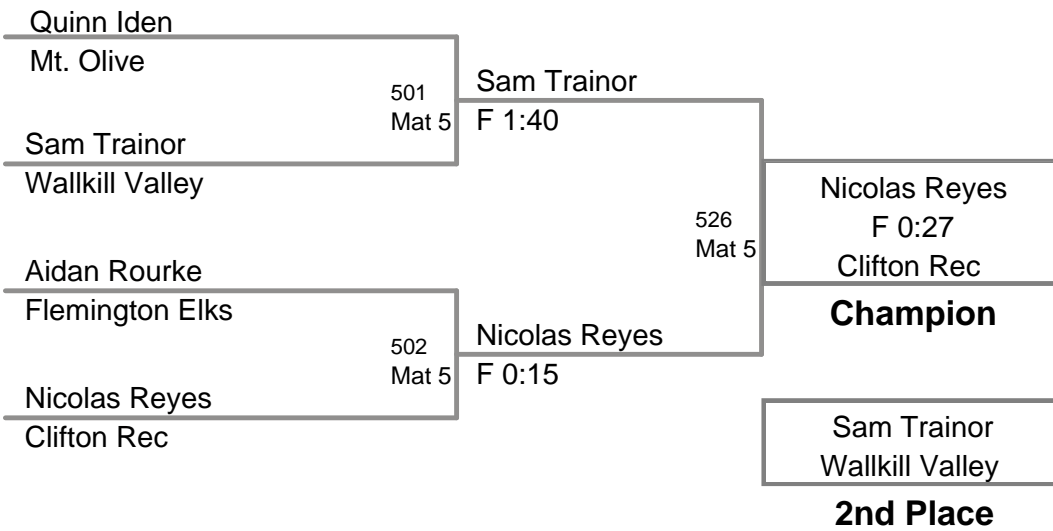 Quinn Iden
Mt. Olive
501
Mat 5
Sam Trainor
F 1:40
Sam Trainor
Wallkill Valley
Aidan Rourke
Flemington Elks
502
Mat 5
Nicolas Reyes
F 0:15
Nicolas Reyes
Clifton Rec
526
Mat 5
Nicolas Reyes
F 0:27
Clifton Rec
Champion
Sam Trainor
Wallkill Valley
2nd Place